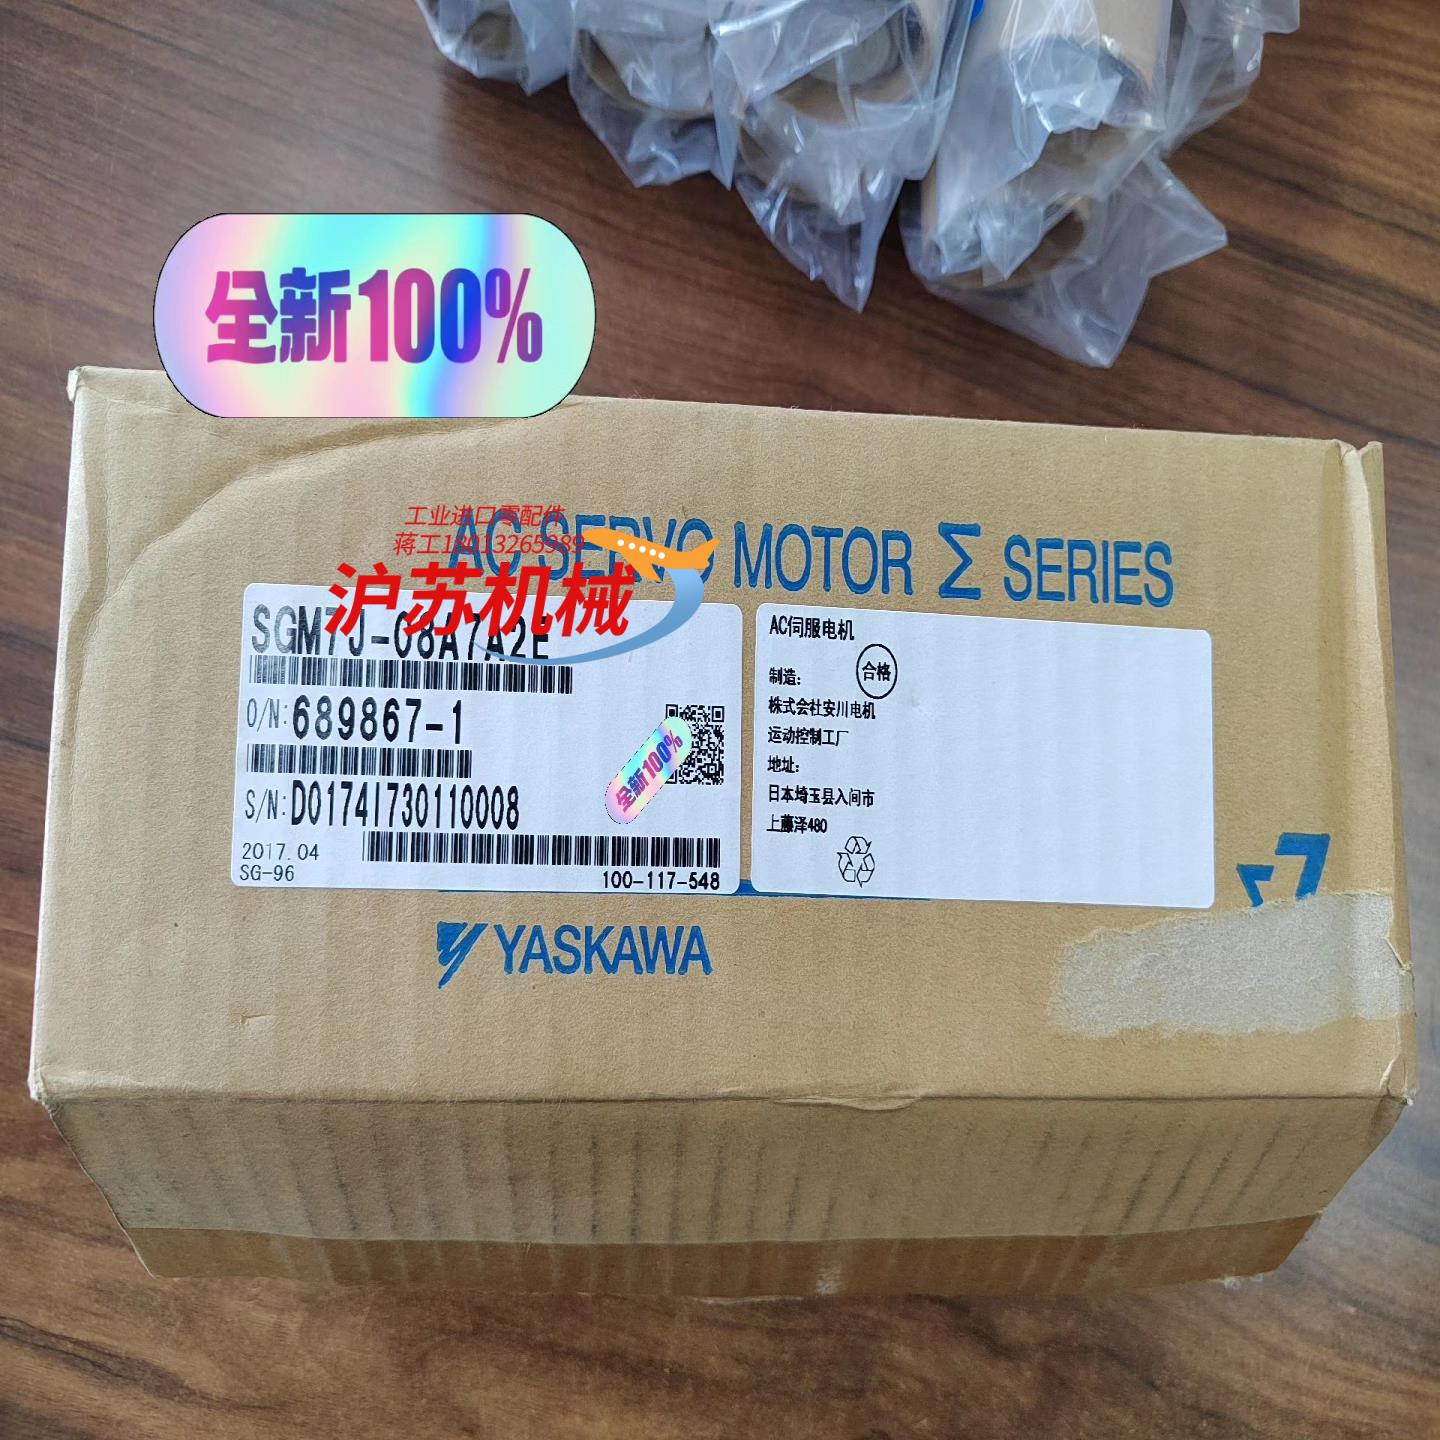 全新100%
工业进口零配件
蒋工18013265989
沪苏机械
AC SERVO MOTOR Σ SERIES
SGM7J-08A7A2E
O/N:689867-1
S/N:D0174I730110008
2017.04
SG-96
100-117-548
全新100%
AC伺服电机
合格
制造：
株式会社安川电机
运动控制工厂
地址：
日本埼玉县入间市
上藤泽480
YASKAWA